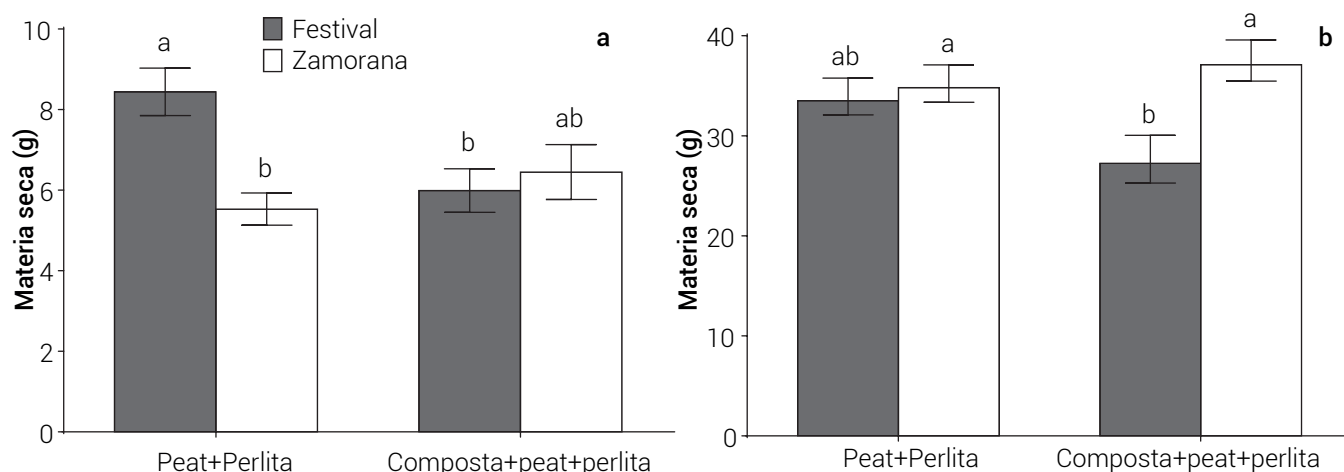 Festival
Zamorana
a
Materia seca (g)
10
8
6
4
2
0
a
b
b
ab
Peat+Perlita
Composta+peat+perlita
b
Materia seca (g)
40
30
20
10
0
ab
a
b
a
Peat+Perlita
Composta+peat+perlita